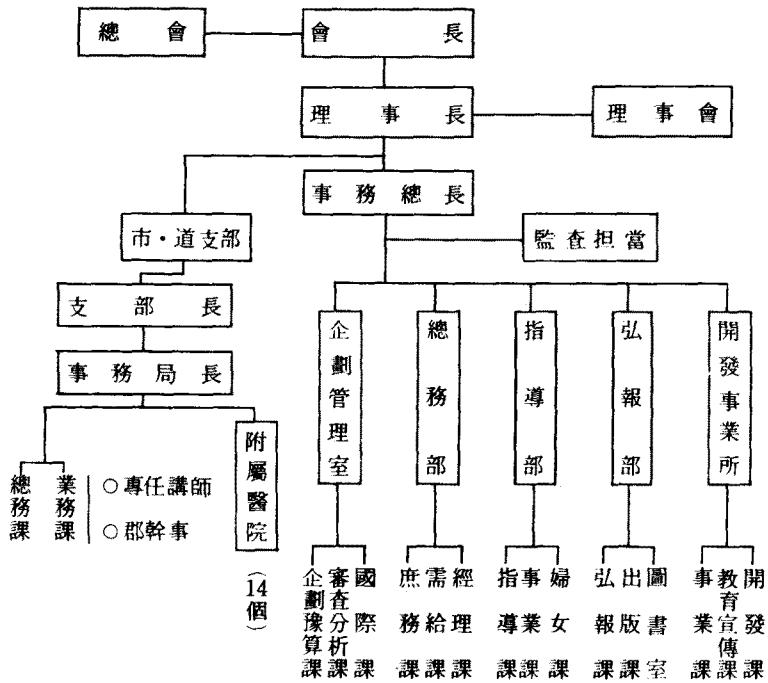 總會
會長
理事長
理事會
事務總長
市·道支部
監査担當
支部長
事務局長
企劃管理室
總務部
指導部
弘報部
開發事業所
附屬醫院
(14個)
總務課
業務課
○專任講師
○郡幹事
企劃豫算課
審査分析課
國際課
庶務課
需給課
經理課
指導課
事業課
婦女課
弘報課
出版課
圖書室
事業課
教育宣傳課
開發課